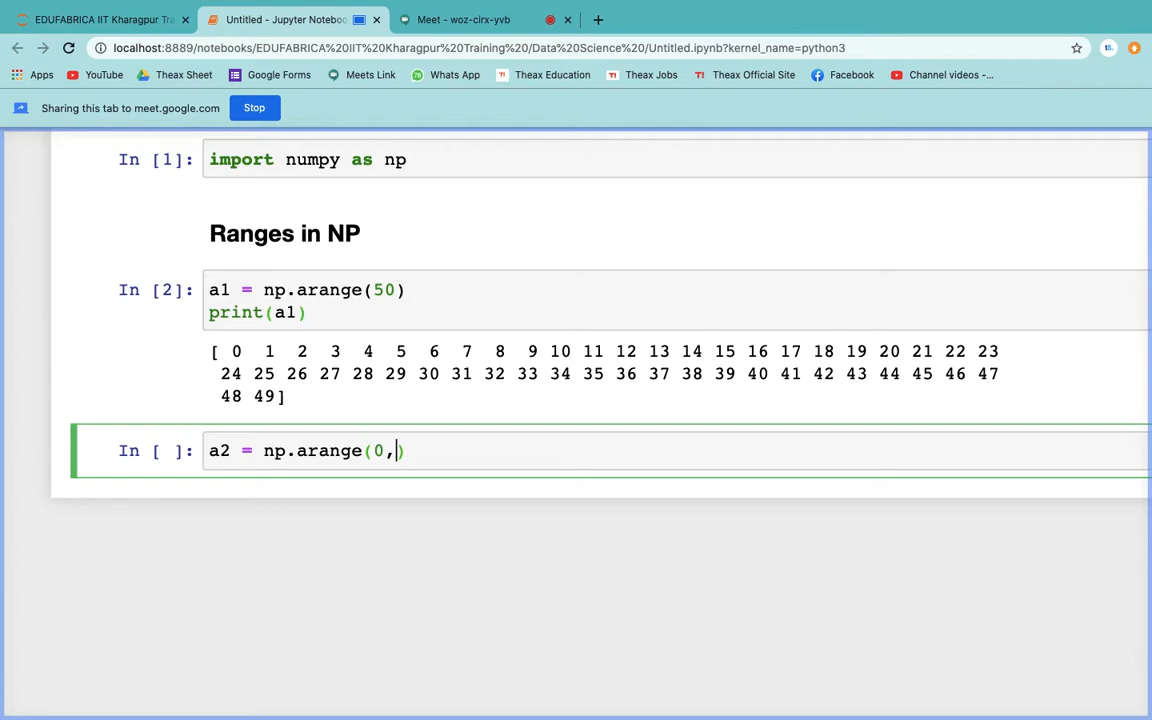 EDUFABRICA IIT Kharagpur Tra
Untitled - Jupyter Noteboo
Meet - woz-cirx-yvb
localhost:8889/notebooks/EDUFABRICA%20IIT%20Kharagpur%20Training%20/Data%20Science%20/Untitled.ipynb?kernel_name=python3
Apps YouTube Theax Sheet Google Forms Meets Link Whats App Theax Education Theax Jobs Theax Official Site Facebook Channel videos -...
Sharing this tab to meet.google.com Stop
In [1]: import numpy as np
Ranges in NP
In [2]: a1 = np.arange(50)
print(a1)
[ 0 1 2 3 4 5 6 7 8 9 10 11 12 13 14 15 16 17 18 19 20 21 22 23
24 25 26 27 28 29 30 31 32 33 34 35 36 37 38 39 40 41 42 43 44 45 46 47
48 49]
In [ ]: a2 = np.arange(0,)